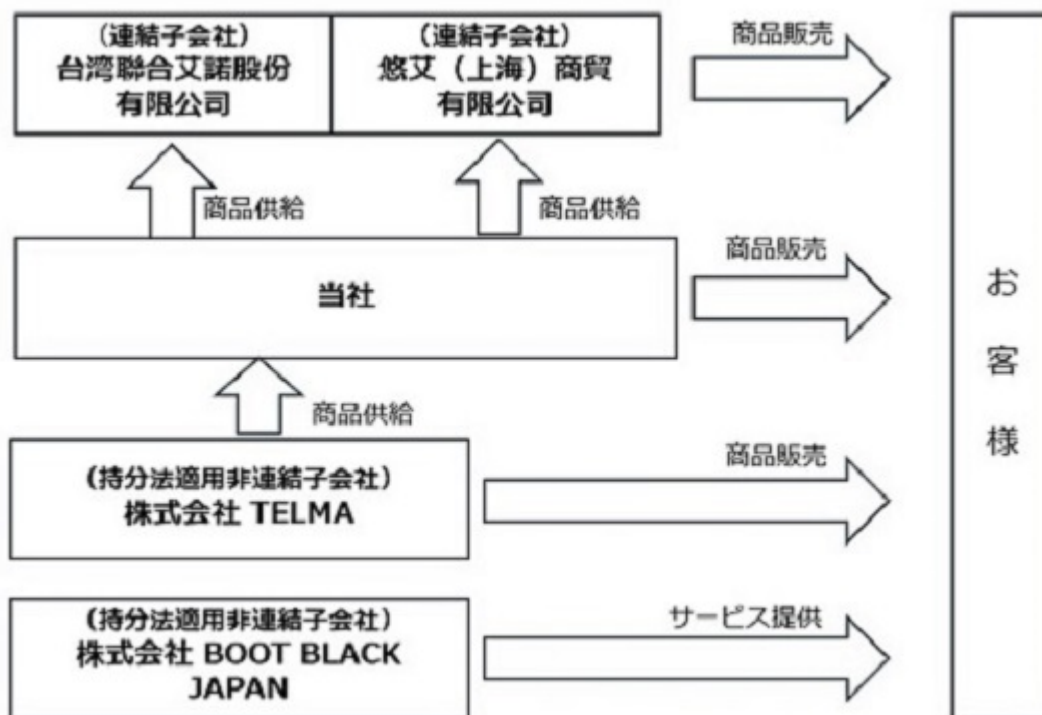 （連結子会社）
台湾聯合艾諾股份
有限公司
（連結子会社）
悠艾（上海）商貿
有限公司
商品販売
商品供給
商品供給
当社
商品販売
商品供給
（持分法適用非連結子会社）
株式会社 TELMA
商品販売
（持分法適用非連結子会社）
株式会社 BOOT BLACK
JAPAN
サービス提供
お客様